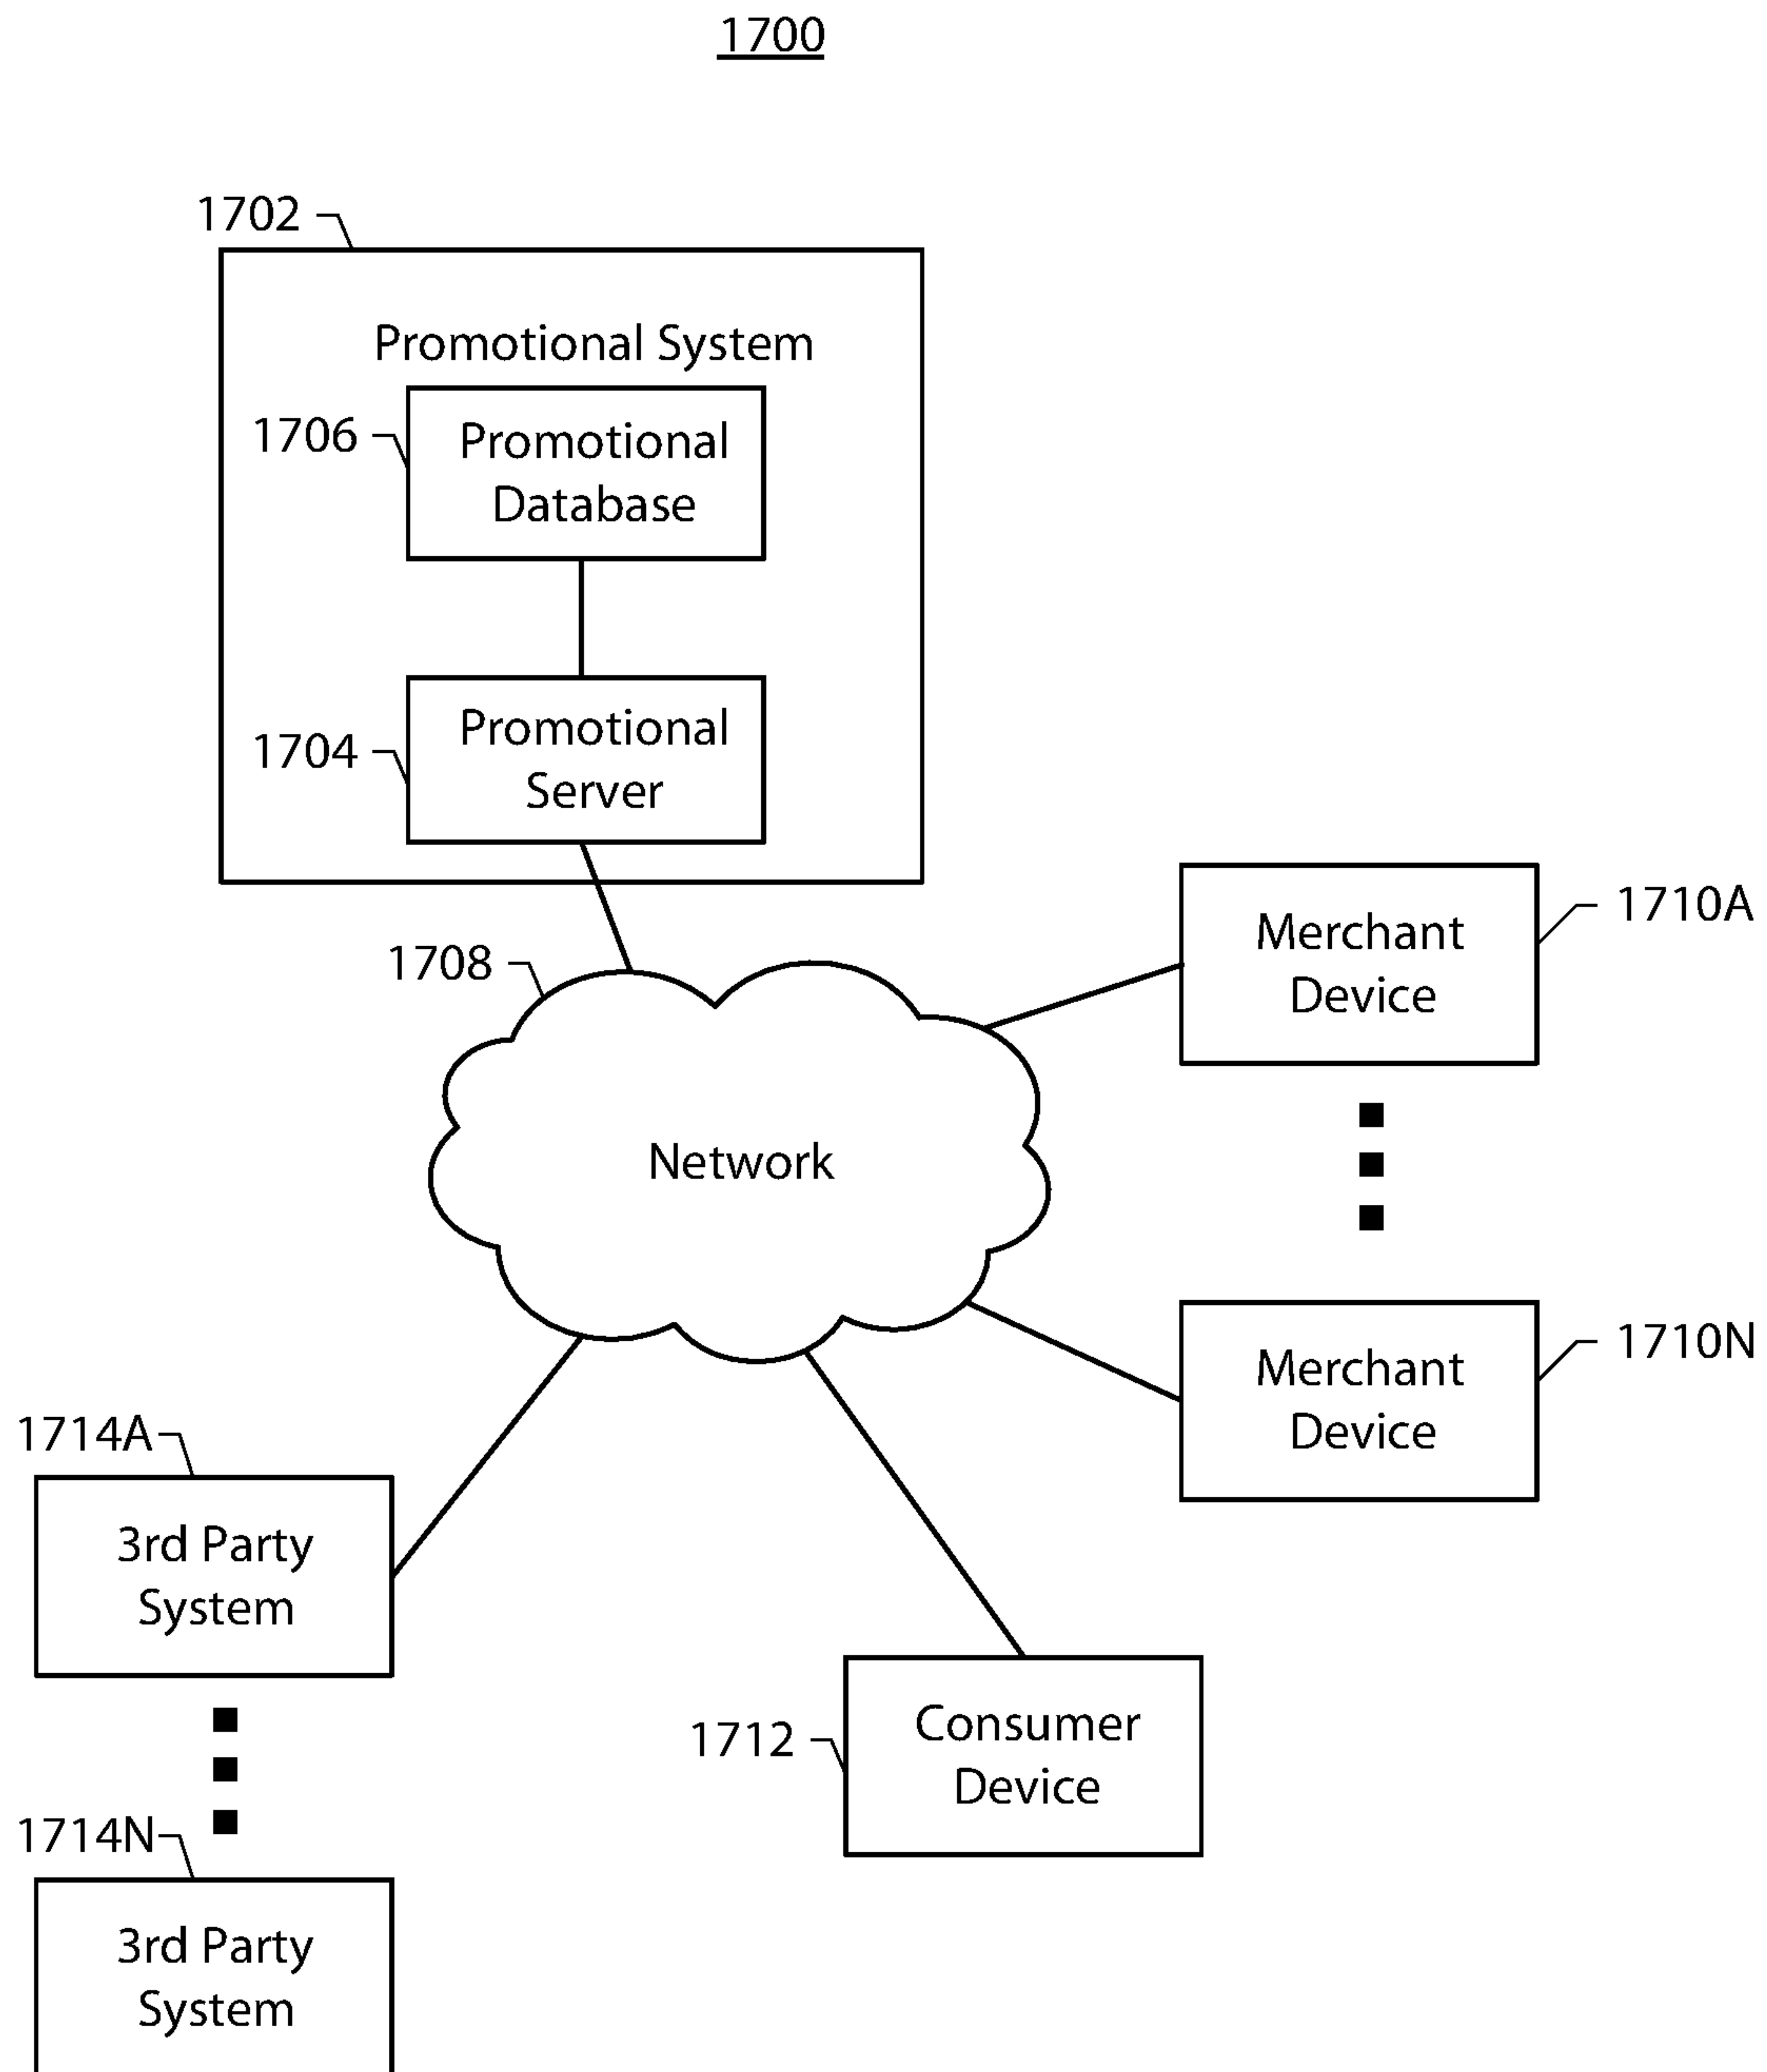 1700
1702
Promotional System
1706
Promotional
Database
1704
Promotional
Server
1708
Network
1710A
Merchant
Device
1710N
Merchant
Device
1714A
3rd Party
System
1712
Consumer
Device
1714N
3rd Party
System